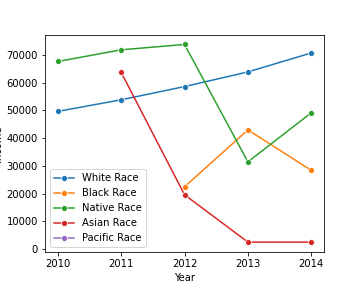 70000
60000
50000
40000
30000
20000
10000
0
White Race
Black Race
Native Race
Asian Race
Pacific Race
2010 2011 2012 2013 2014
Year